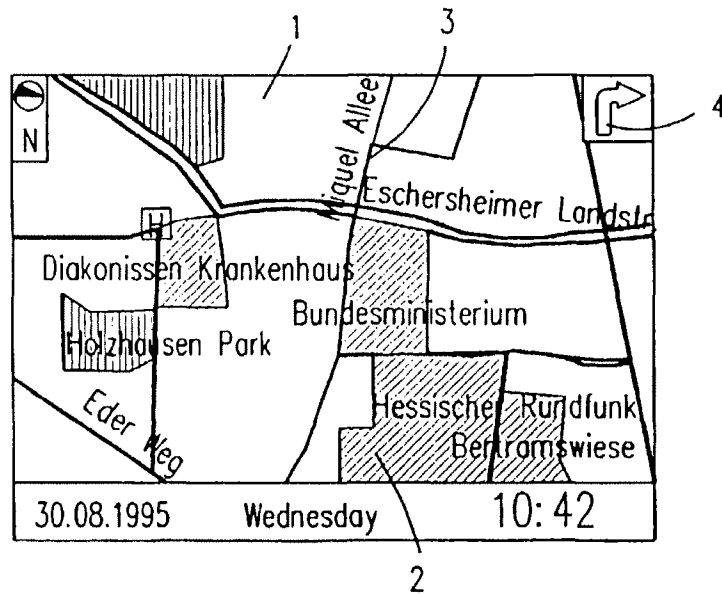 1
3
4
N
Miquel Allee
Eschersheimer Landstr
H
Diakonissen Krankenhaus
Bundesministerium
Holzhausen Park
Hessischer Rundfunk
Eder Weg
Bertramswiese
30.08.1995 Wednesday 10:42
2